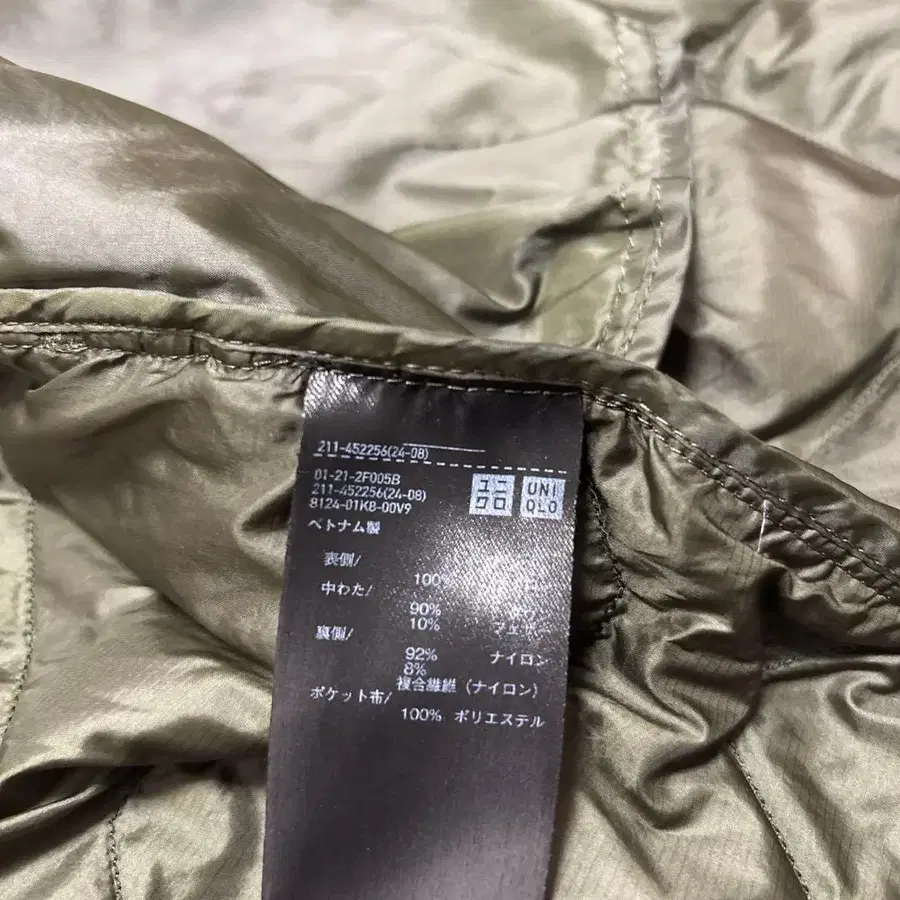 211-452256(24-08)
01-21-2F005B
211-452256(24-08)
8124-01K8-00V9
ユニ
クロ
UNI
QLO
ベトナム製
表側/
100%
中わた/
90%
10%
裏側/
92% ナイロン
8%
複合繊維（ナイロン）
ポケット布/
100% ポリエステル